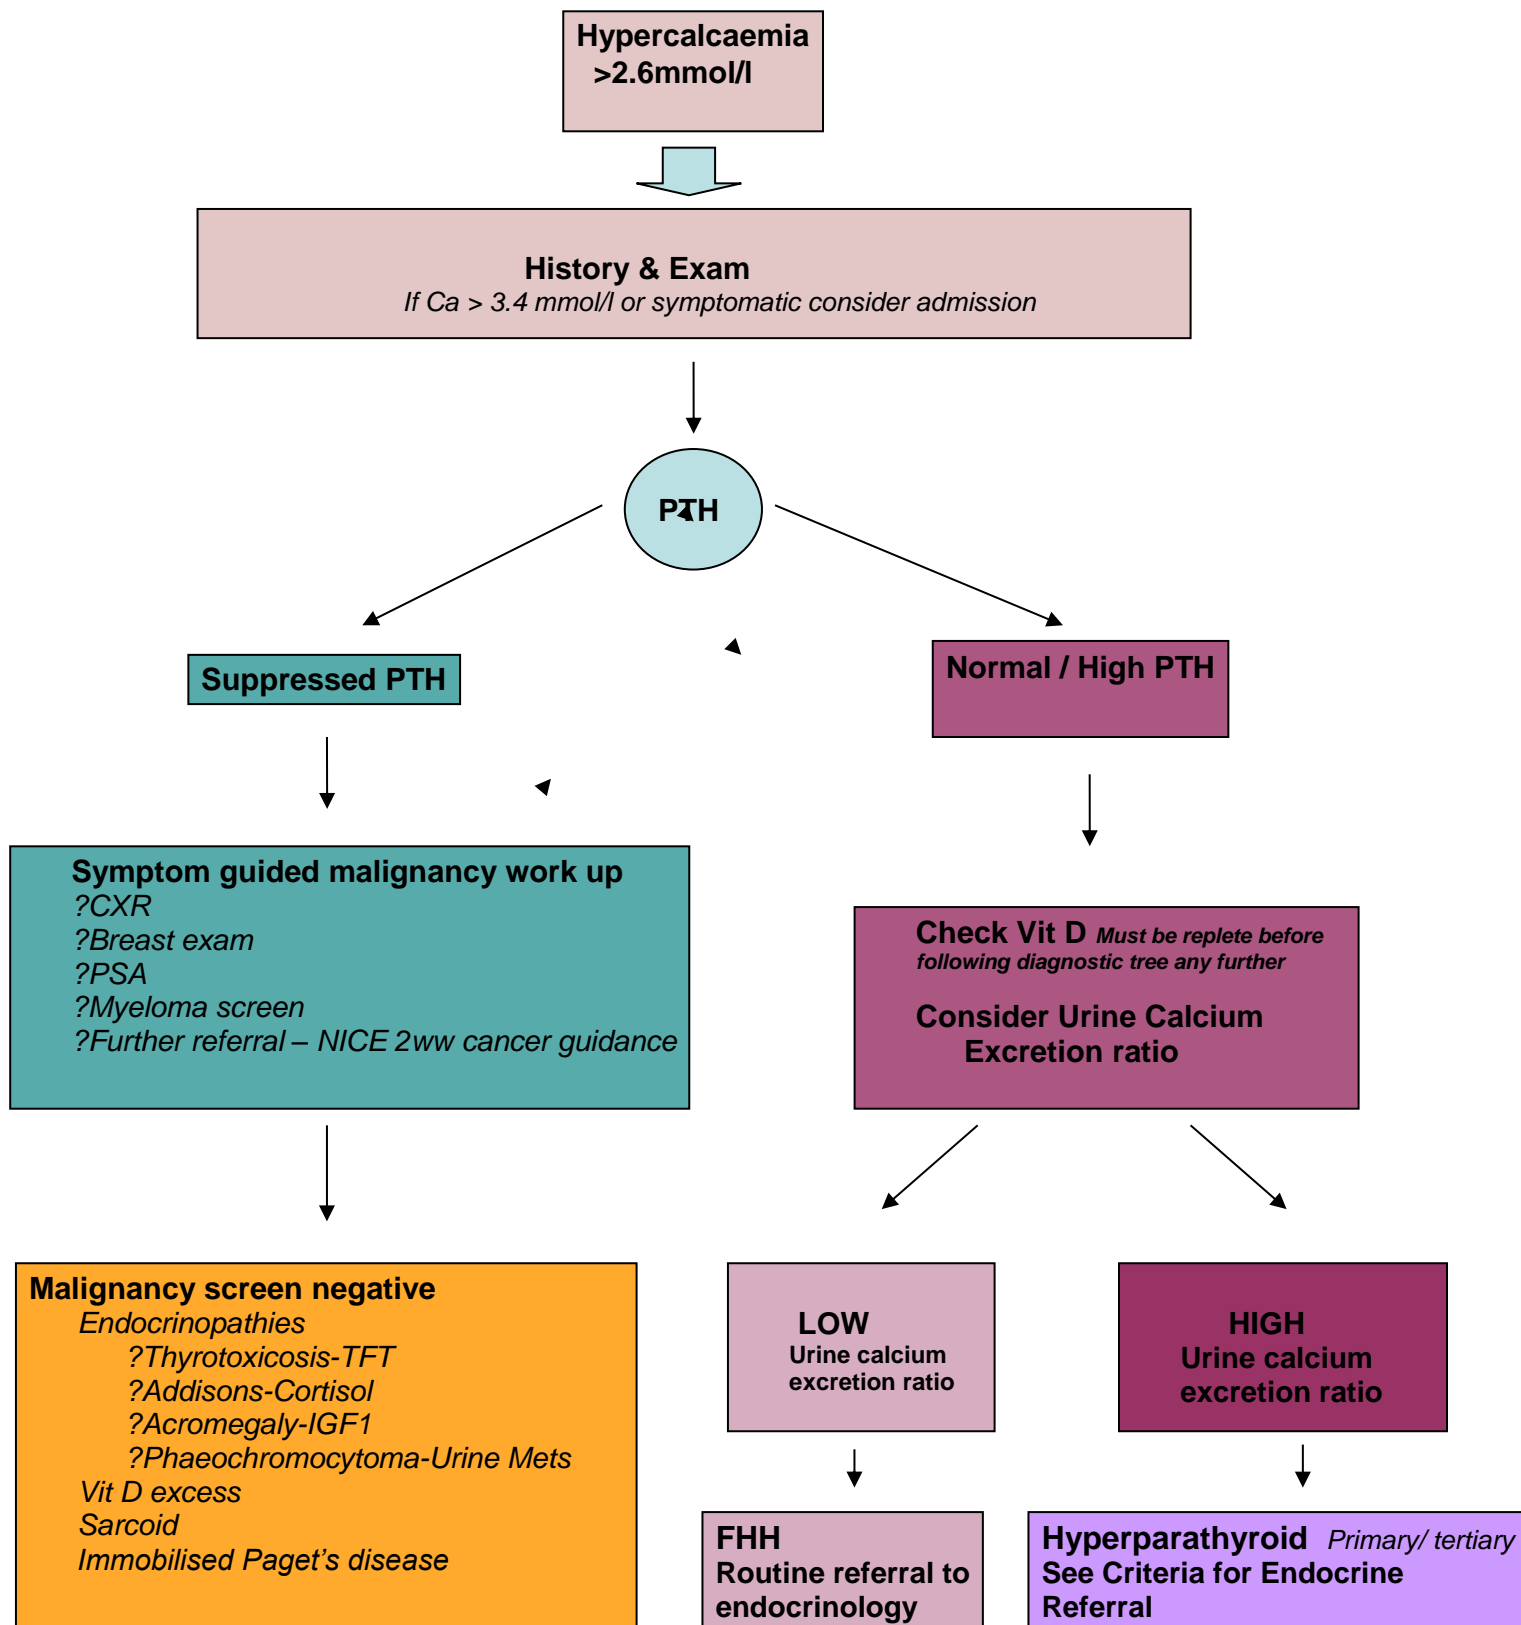 Hypercalcaemia
>2.6mmol/l
History & Exam
If Ca > 3.4 mmol/l or symptomatic consider admission
PTH
Suppressed PTH
Normal / High PTH
Symptom guided malignancy work up
?CXR
?Breast exam
?PSA
?Myeloma screen
?Further referral – NICE 2ww cancer guidance
Check Vit D Must be replete before
following diagnostic tree any further
Consider Urine Calcium
Excretion ratio
Malignancy screen negative
Endocrinopathies
?Thyrotoxicosis-TFT
?Addisons-Cortisol
?Acromegaly-IGF1
?Phaeochromocytoma-Urine Mets
Vit D excess
Sarcoid
Immobilised Paget’s disease
LOW
Urine calcium
excretion ratio
HIGH
Urine calcium
excretion ratio
FHH
Routine referral to
endocrinology
Hyperparathyroid Primary/ tertiary
See Criteria for Endocrine
Referral